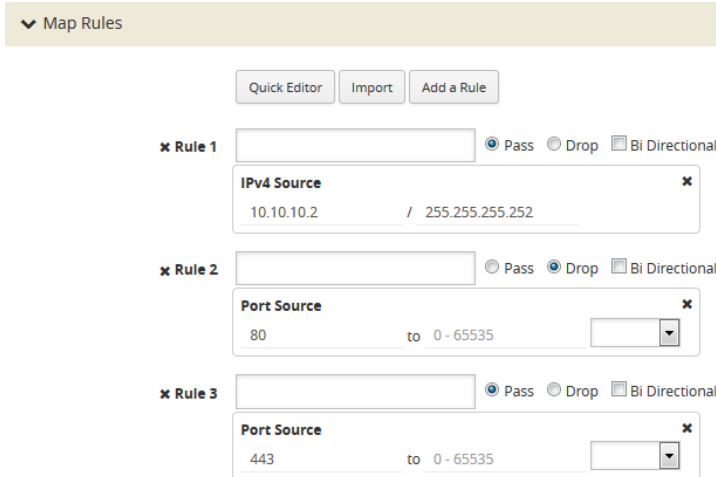 Map Rules
Quick Editor Import Add a Rule
Rule 1 Pass Drop Bi Directional
IPv4 Source
10.10.10.2 / 255.255.255.252
Rule 2 Pass Drop Bi Directional
Port Source
80 to 0 - 65535
Rule 3 Pass Drop Bi Directional
Port Source
443 to 0 - 65535